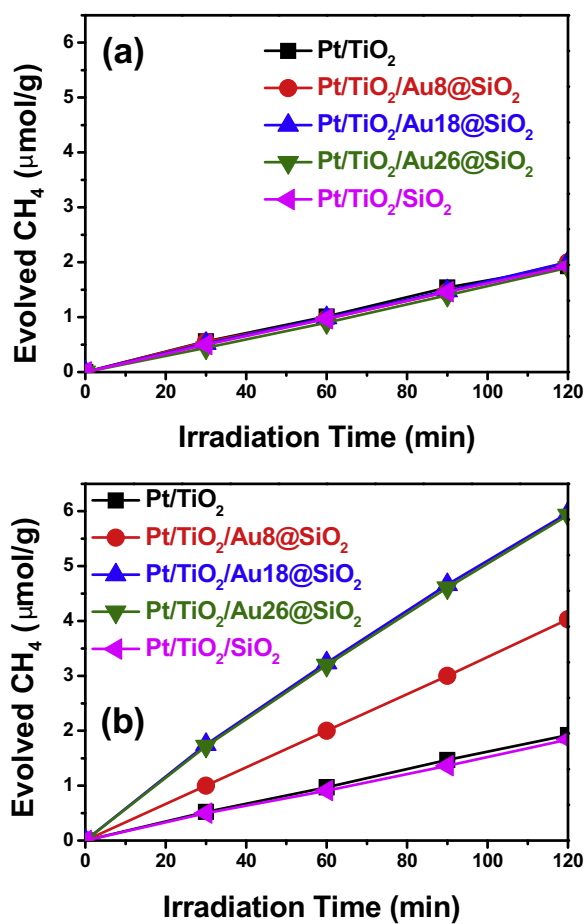 (a)
Pt/TiO₂
Pt/TiO₂/Au8@SiO₂
Pt/TiO₂/Au18@SiO₂
Pt/TiO₂/Au26@SiO₂
Pt/TiO₂/SiO₂
Evolved CH₄ (μmol/g)
6
5
4
3
2
1
0
0 20 40 60 80 100 120
Irradiation Time (min)
(b)
Pt/TiO₂
Pt/TiO₂/Au8@SiO₂
Pt/TiO₂/Au18@SiO₂
Pt/TiO₂/Au26@SiO₂
Pt/TiO₂/SiO₂
Evolved CH₄ (μmol/g)
6
5
4
3
2
1
0
0 20 40 60 80 100 120
Irradiation Time (min)